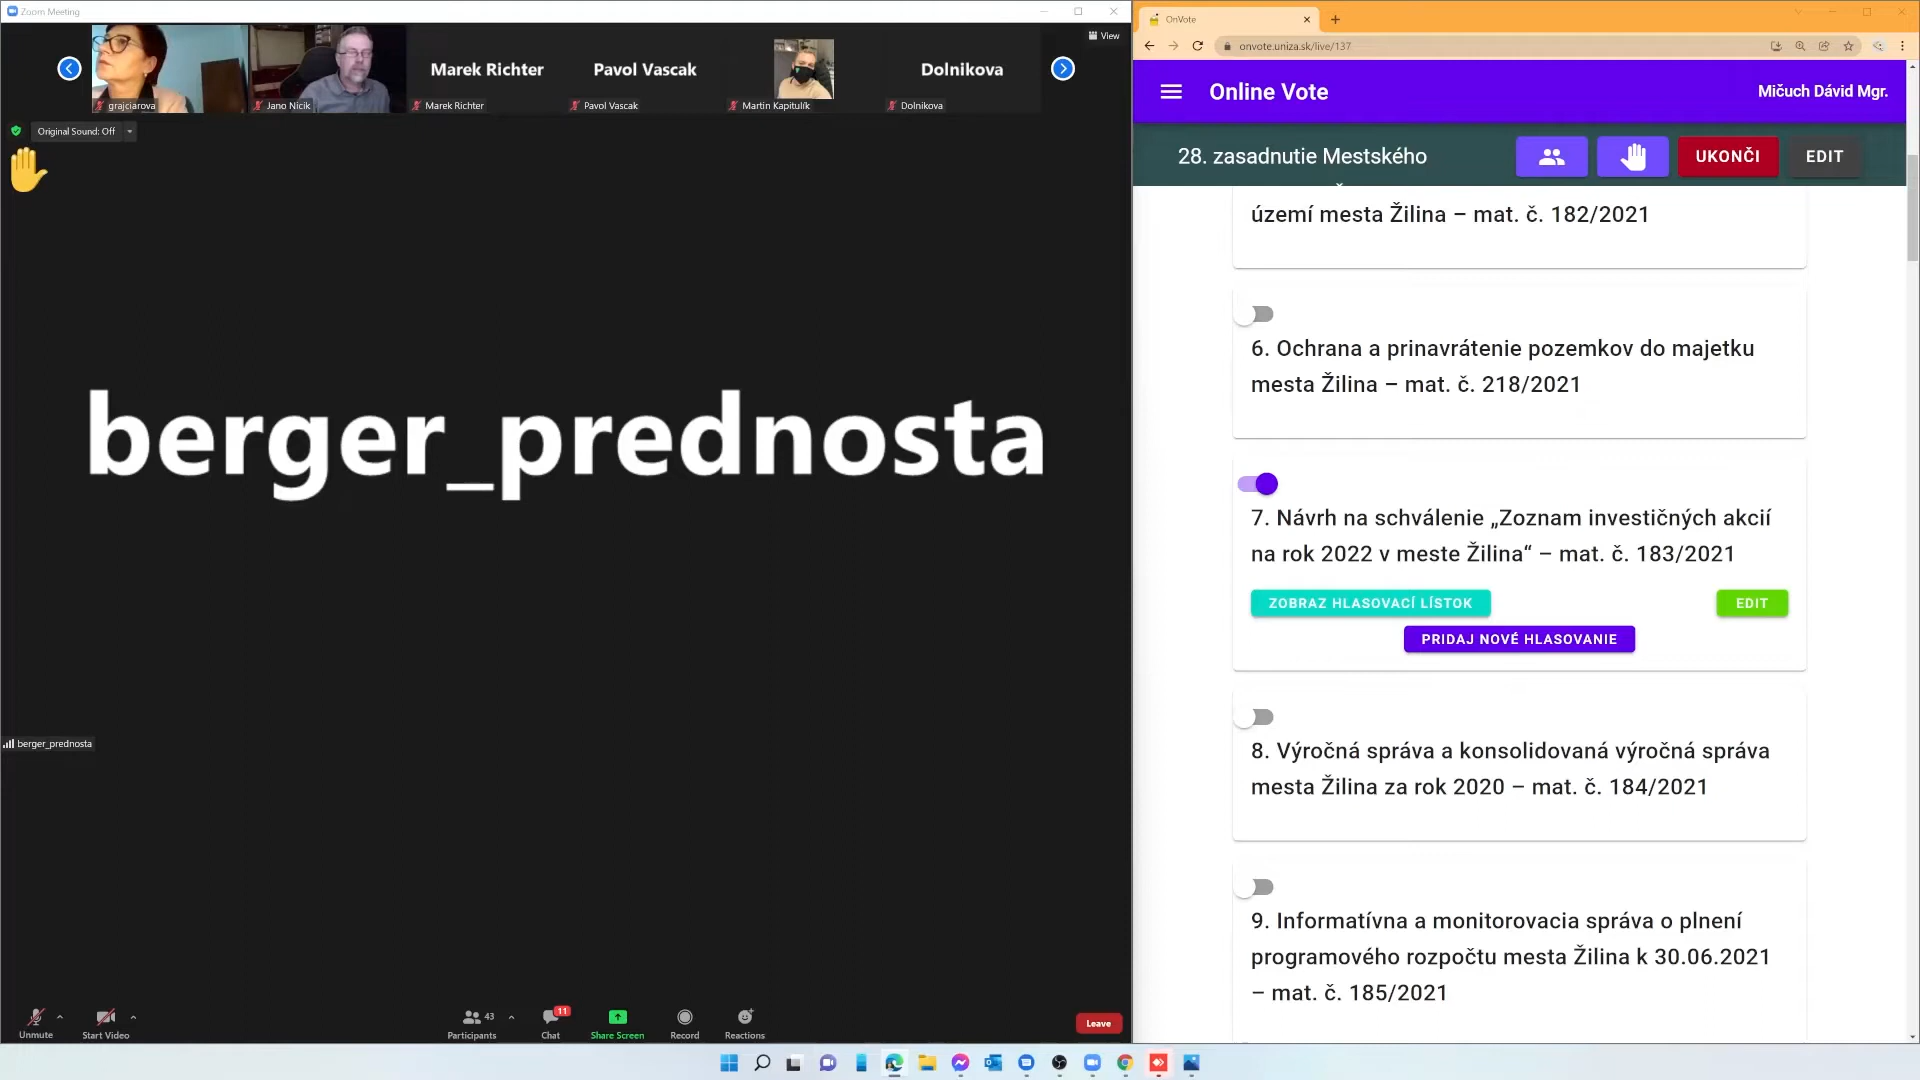 Zoom Meeting
View
grajciarova
Jano Nicik
Marek Richter
Marek Richter
Pavol Vascak
Pavol Vascak
Martin Kapitulik
Dolnikova
Dolnikova
Original Sound: Off
berger_prednosta
berger_prednosta
Unmute
Start Video
43
Participants
11
Chat
Share Screen
Record
Reactions
Leave
OnVote
onvote.uniza.sk/live/137
Online Vote
Mičuch Dávid Mgr.
28. zasadnutie Mestského
UKONČI
EDIT
území mesta Žilina – mat. č. 182/2021
6. Ochrana a prinavrátenie pozemkov do majetku
mesta Žilina – mat. č. 218/2021
7. Návrh na schválenie „Zoznam investičných akcií
na rok 2022 v meste Žilina“ – mat. č. 183/2021
ZOBRAZ HLASOVACÍ LÍSTOK
EDIT
PRIDAJ NOVÉ HLASOVANIE
8. Výročná správa a konsolidovaná výročná správa
mesta Žilina za rok 2020 – mat. č. 184/2021
9. Informatívna a monitorovacia správa o plnení
programového rozpočtu mesta Žilina k 30.06.2021
– mat. č. 185/2021